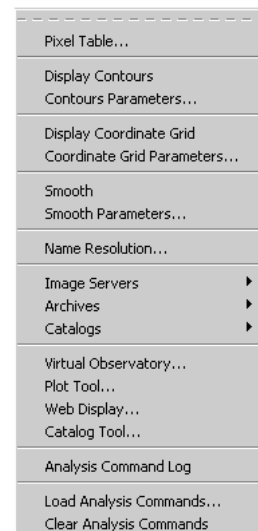 Pixel Table...
Display Contours
Contours Parameters...
Display Coordinate Grid
Coordinate Grid Parameters...
Smooth
Smooth Parameters...
Name Resolution...
Image Servers
Archives
Catalogs
Virtual Observatory...
Plot Tool...
Web Display...
Catalog Tool...
Analysis Command Log
Load Analysis Commands...
Clear Analysis Commands